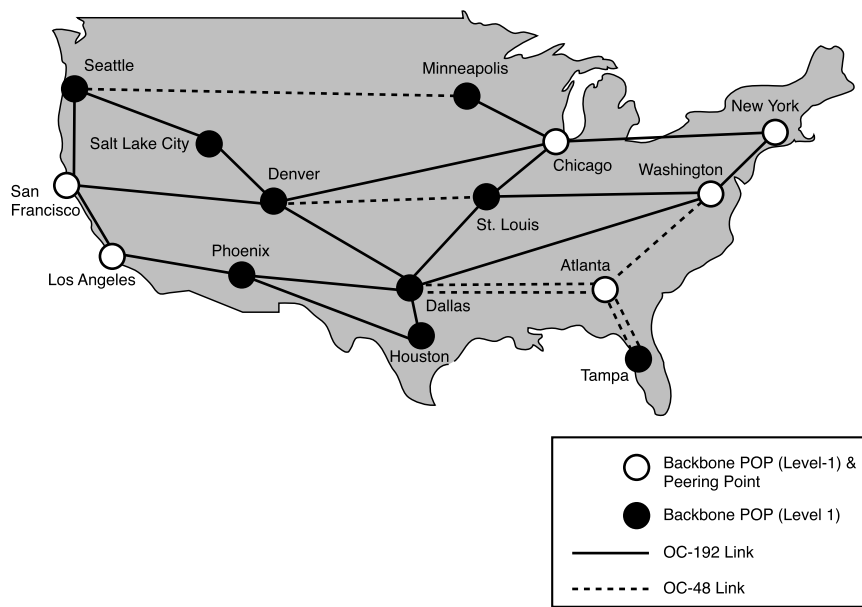 Seattle
Minneapolis
New York
Salt Lake City
Chicago
Washington
Denver
San
Francisco
St. Louis
Phoenix
Atlanta
Los Angeles
Dallas
Houston
Tampa
Backbone POP (Level-1) &
Peering Point
Backbone POP (Level 1)
OC-192 Link
OC-48 Link